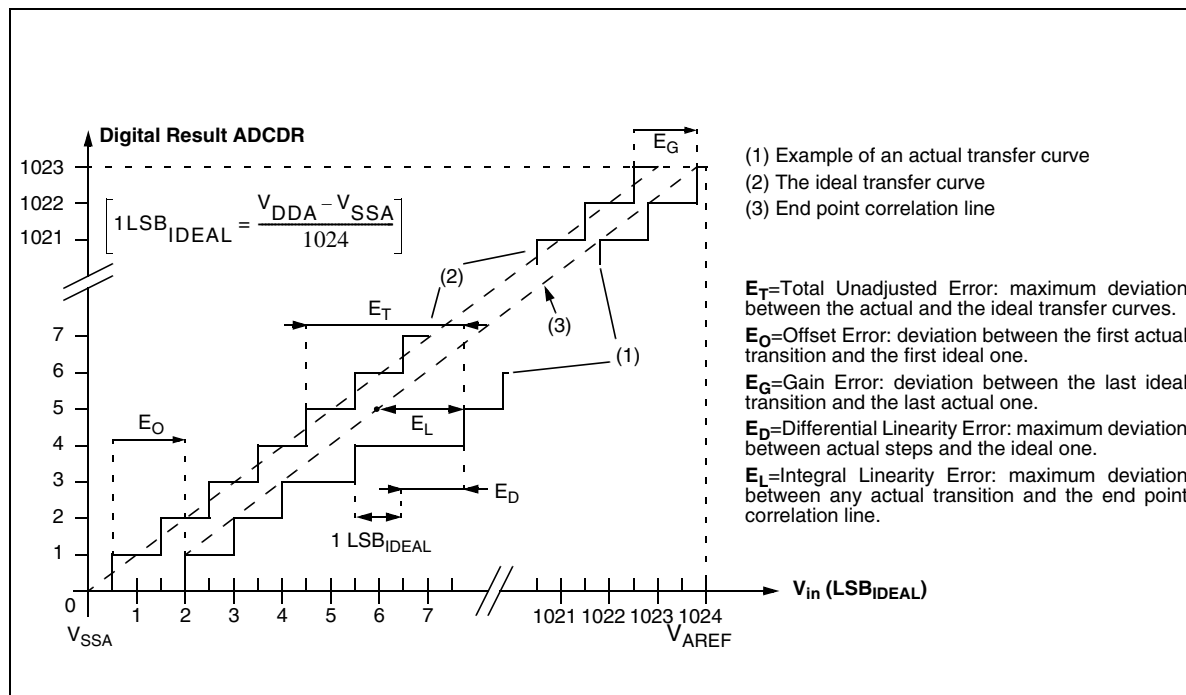 Digital Result ADCDR
E_G
1023
1022
1021
1LSB_IDEAL = V_DDA – V_SSA / 1024
(2)
E_T
(3)
7
6
5
4
3
2
1
0
(1)
E_O
E_L
E_D
1 LSB_IDEAL
1 2 3 4 5 6 7 1021 1022 1023 1024
V_in (LSB_IDEAL)
V_SSA
V_AREF
(1) Example of an actual transfer curve
(2) The ideal transfer curve
(3) End point correlation line
E_T=Total Unadjusted Error: maximum deviation
between the actual and the ideal transfer curves.
E_O=Offset Error: deviation between the first actual
transition and the first ideal one.
E_G=Gain Error: deviation between the last ideal
transition and the last actual one.
E_D=Differential Linearity Error: maximum deviation
between actual steps and the ideal one.
E_L=Integral Linearity Error: maximum deviation
between any actual transition and the end point
correlation line.